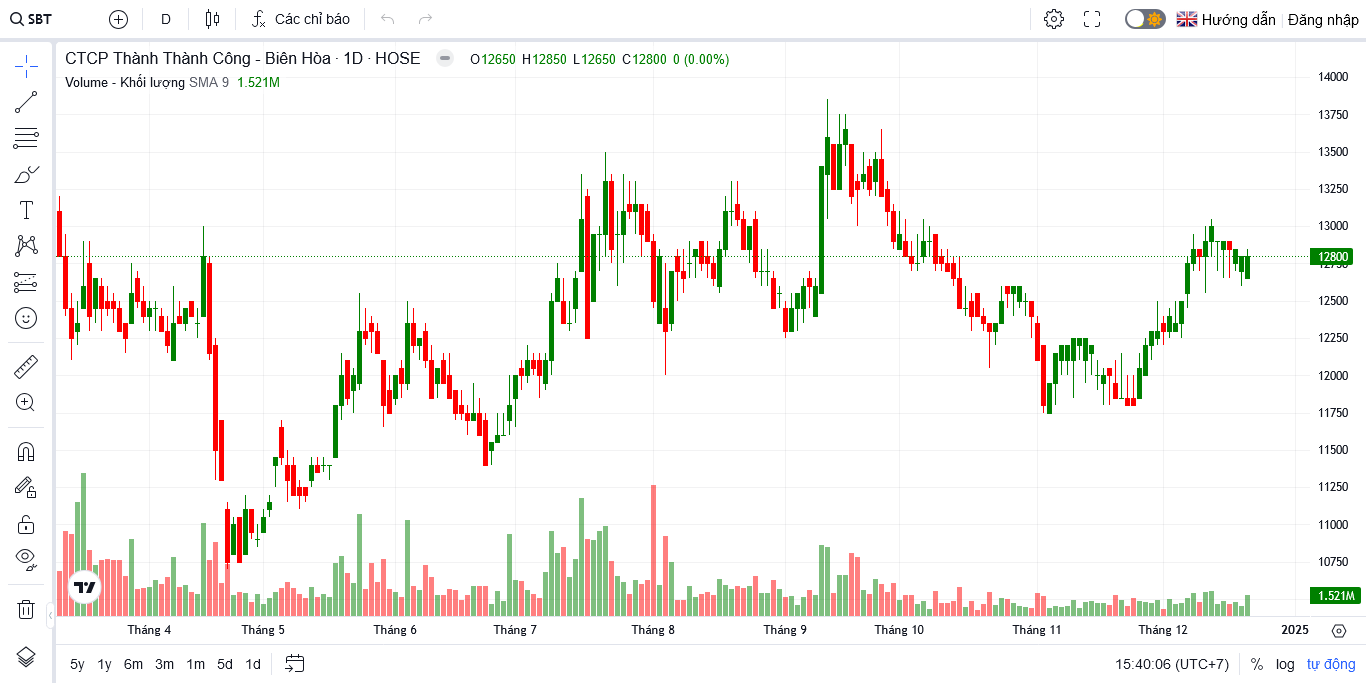 SBT D Các chỉ báo Hướng dẫn Đăng nhập
CTCP Thành Thành Công - Biên Hòa · 1D · HOSE O12650 H12850 L12650 C12800 0 (0.00%)
Volume - Khối lượng SMA 9 1.521M
14000
13750
13500
13250
13000
12800
12750
12500
12250
12000
11750
11500
11250
11000
10750
1.521M
Tháng 4 Tháng 5 Tháng 6 Tháng 7 Tháng 8 Tháng 9 Tháng 10 Tháng 11 Tháng 12 2025
5y 1y 6m 3m 1m 5d 1d 15:40:06 (UTC+7) % log tự động